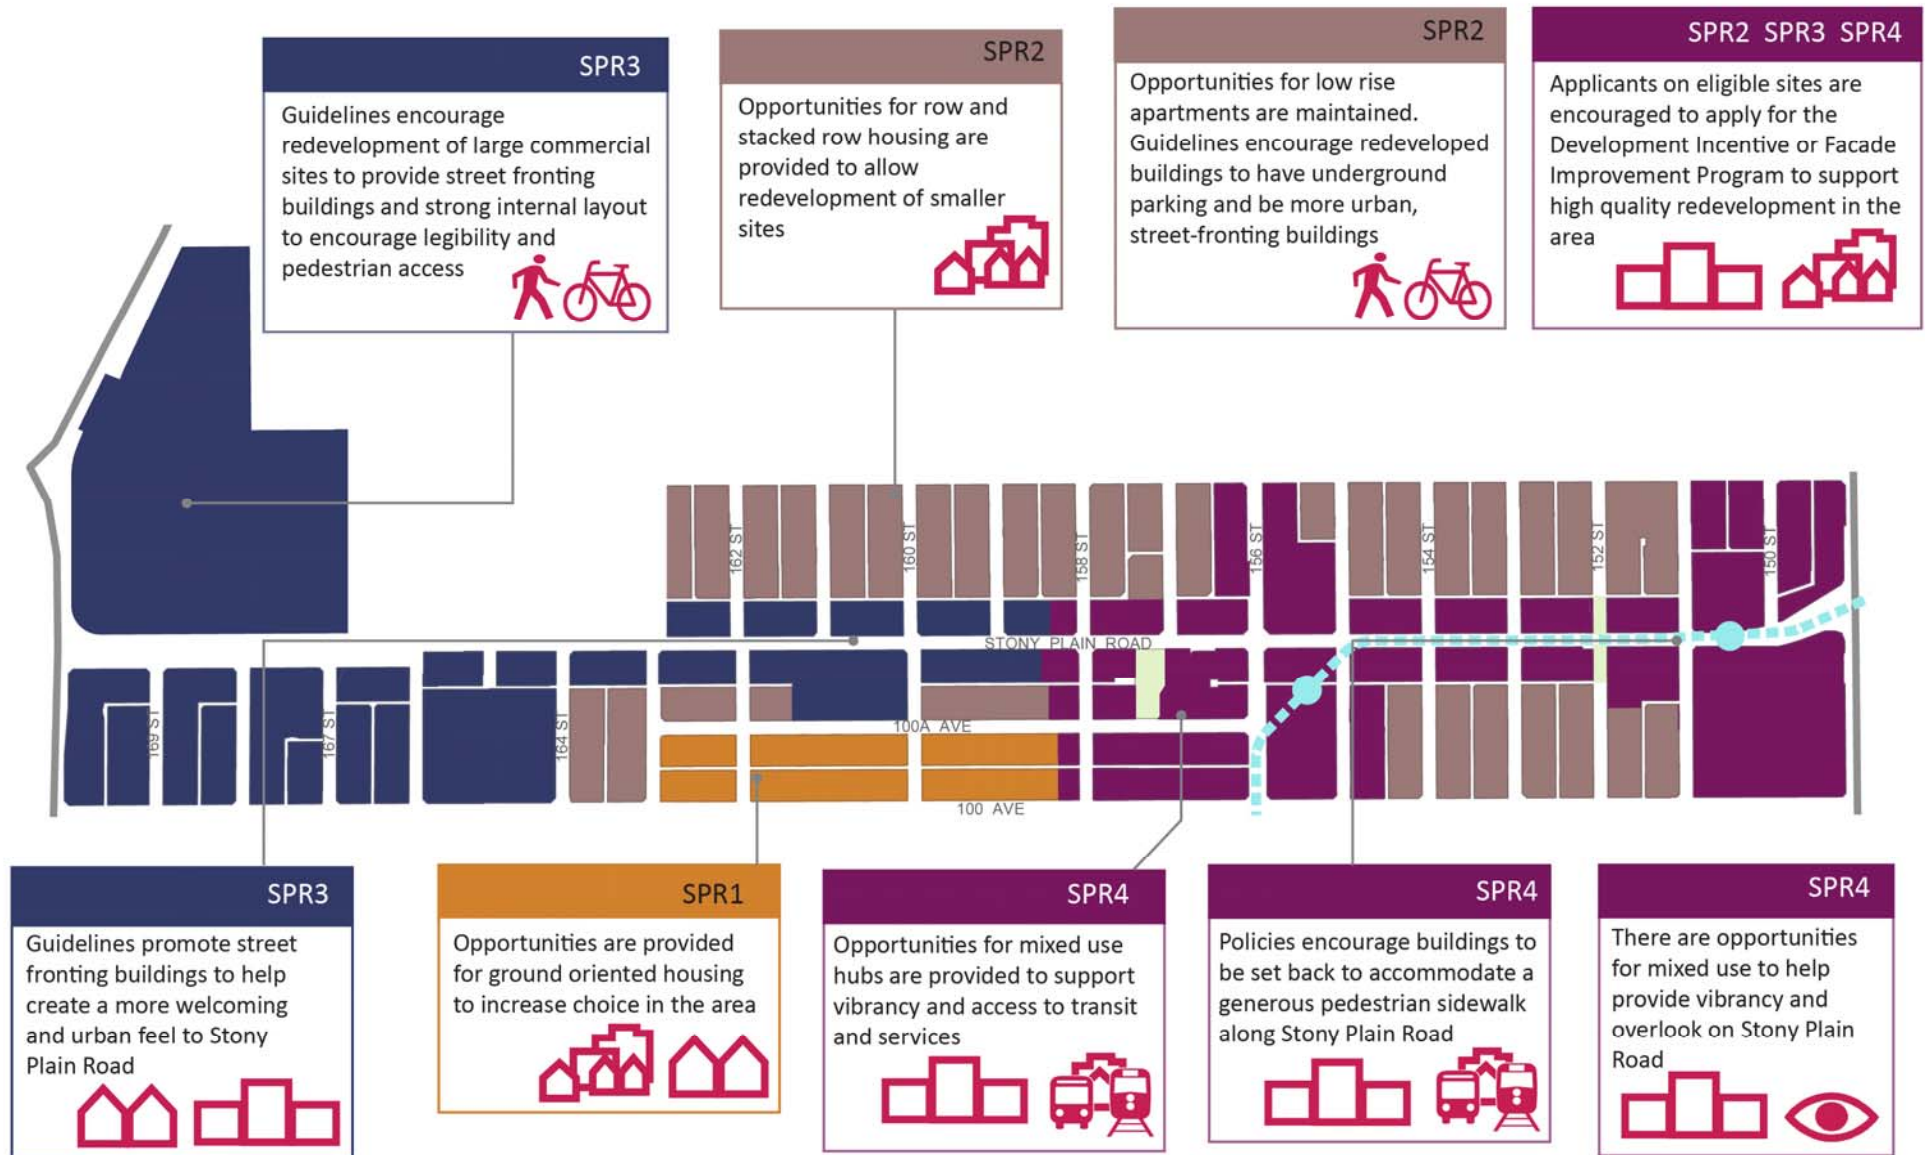 SPR3
Guidelines encourage
redevelopment of large commercial
sites to provide street fronting
buildings and strong internal layout
to encourage legibility and
pedestrian access
SPR2
Opportunities for row and
stacked row housing are
provided to allow
redevelopment of smaller
sites
SPR2
Opportunities for low rise
apartments are maintained.
Guidelines encourage redeveloped
buildings to have underground
parking and be more urban,
street-fronting buildings
SPR2 SPR3 SPR4
Applicants on eligible sites are
encouraged to apply for the
Development Incentive or Facade
Improvement Program to support
high quality redevelopment in the
area
162 ST
160 ST
158 ST
156 ST
154 ST
152 ST
150 ST
STONY PLAIN ROAD
169 ST
167 ST
164 ST
100A AVE
100 AVE
SPR3
Guidelines promote street
fronting buildings to help
create a more welcoming
and urban feel to Stony
Plain Road
SPR1
Opportunities are provided
for ground oriented housing
to increase choice in the area
SPR4
Opportunities for mixed use
hubs are provided to support
vibrancy and access to transit
and services
SPR4
Policies encourage buildings to
be set back to accommodate a
generous pedestrian sidewalk
along Stony Plain Road
SPR4
There are opportunities
for mixed use to help
provide vibrancy and
overlook on Stony Plain
Road